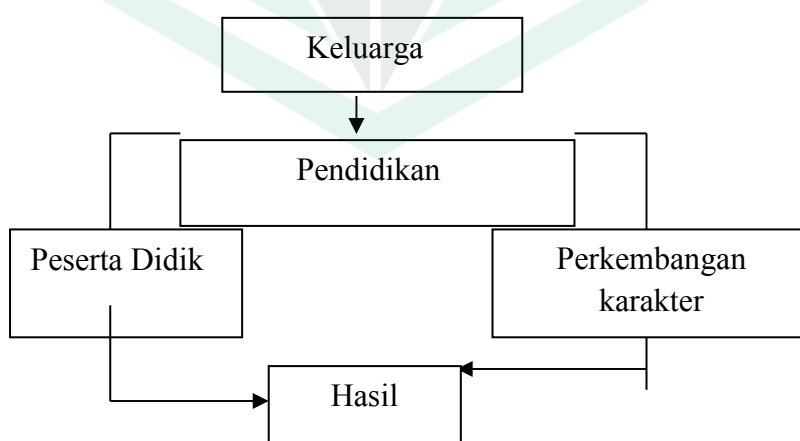 Keluarga
Pendidikan
Peserta Didik
Perkembangan
karakter
Hasil